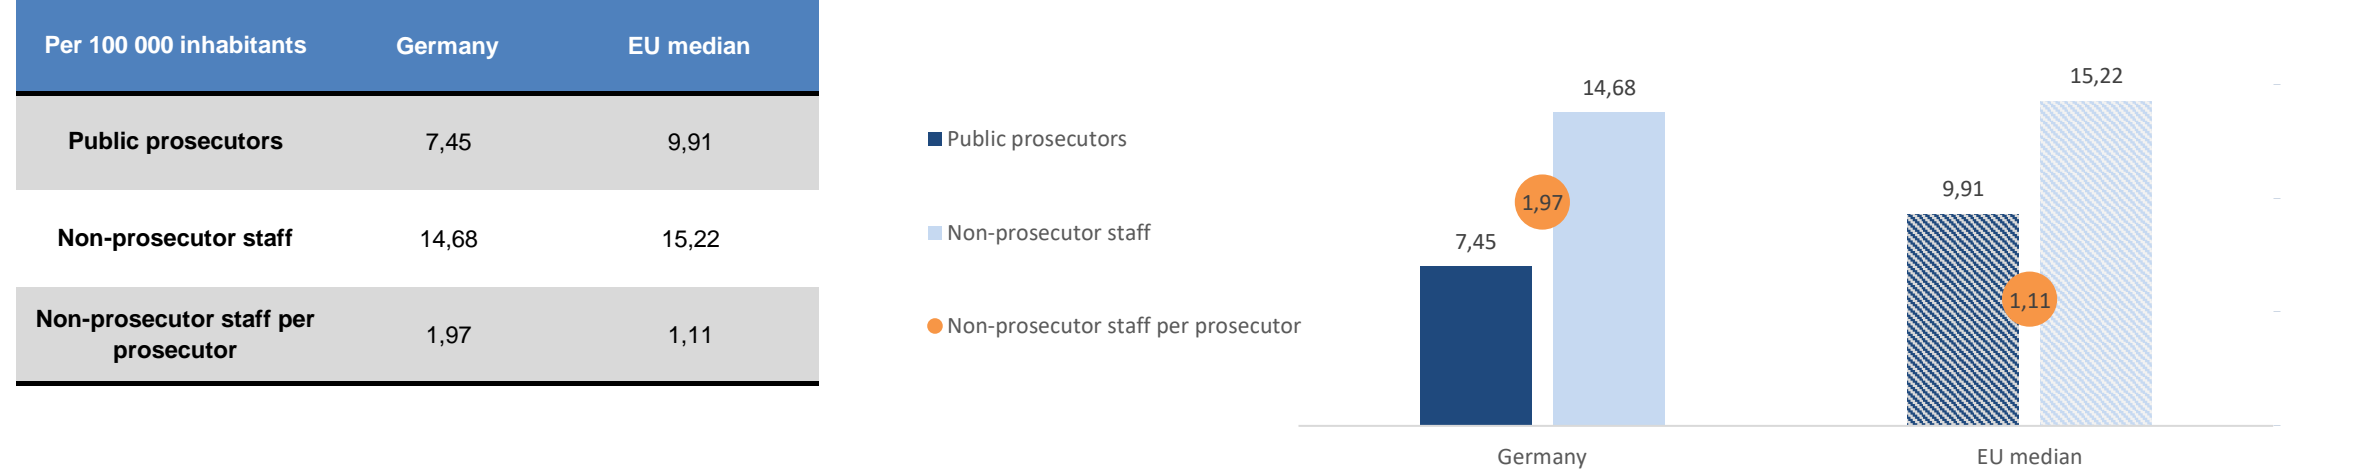 Per 100 000 inhabitants Germany EU median
Public prosecutors 7,45 9,91
Non-prosecutor staff 14,68 15,22
Non-prosecutor staff per
prosecutor 1,97 1,11
Public prosecutors
Non-prosecutor staff
Non-prosecutor staff per prosecutor
7,45
1,97
14,68
9,91
1,11
15,22
Germany EU median